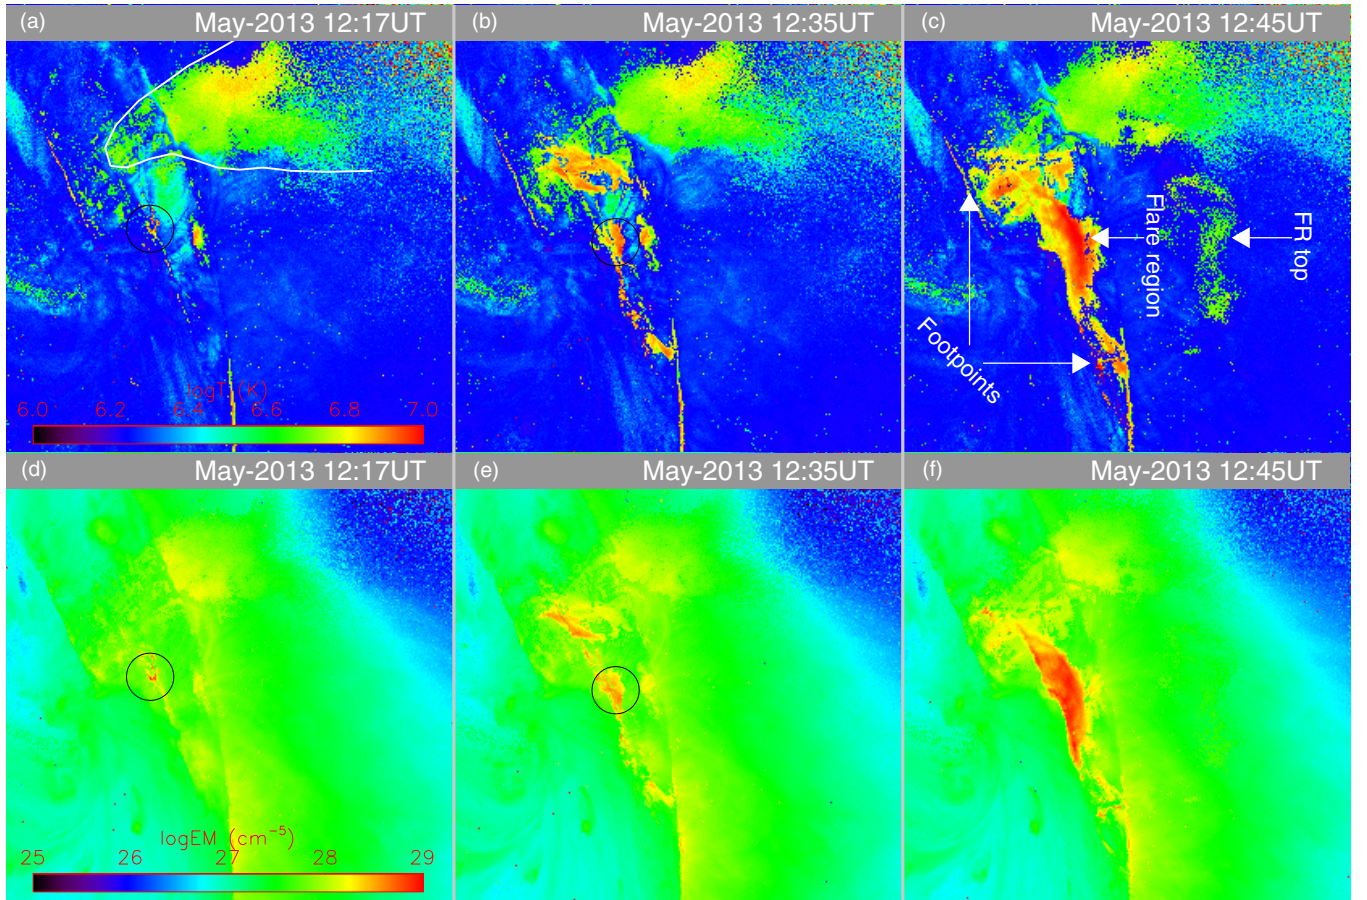 (a) May-2013 12:17UT
(b) May-2013 12:35UT
(c) May-2013 12:45UT
Flare region
FR top
Footpoints
logT (K)
6.0 6.2 6.4 6.6 6.8 7.0
(d) May-2013 12:17UT
(e) May-2013 12:35UT
(f) May-2013 12:45UT
logEM (cm⁻⁵)
25 26 27 28 29